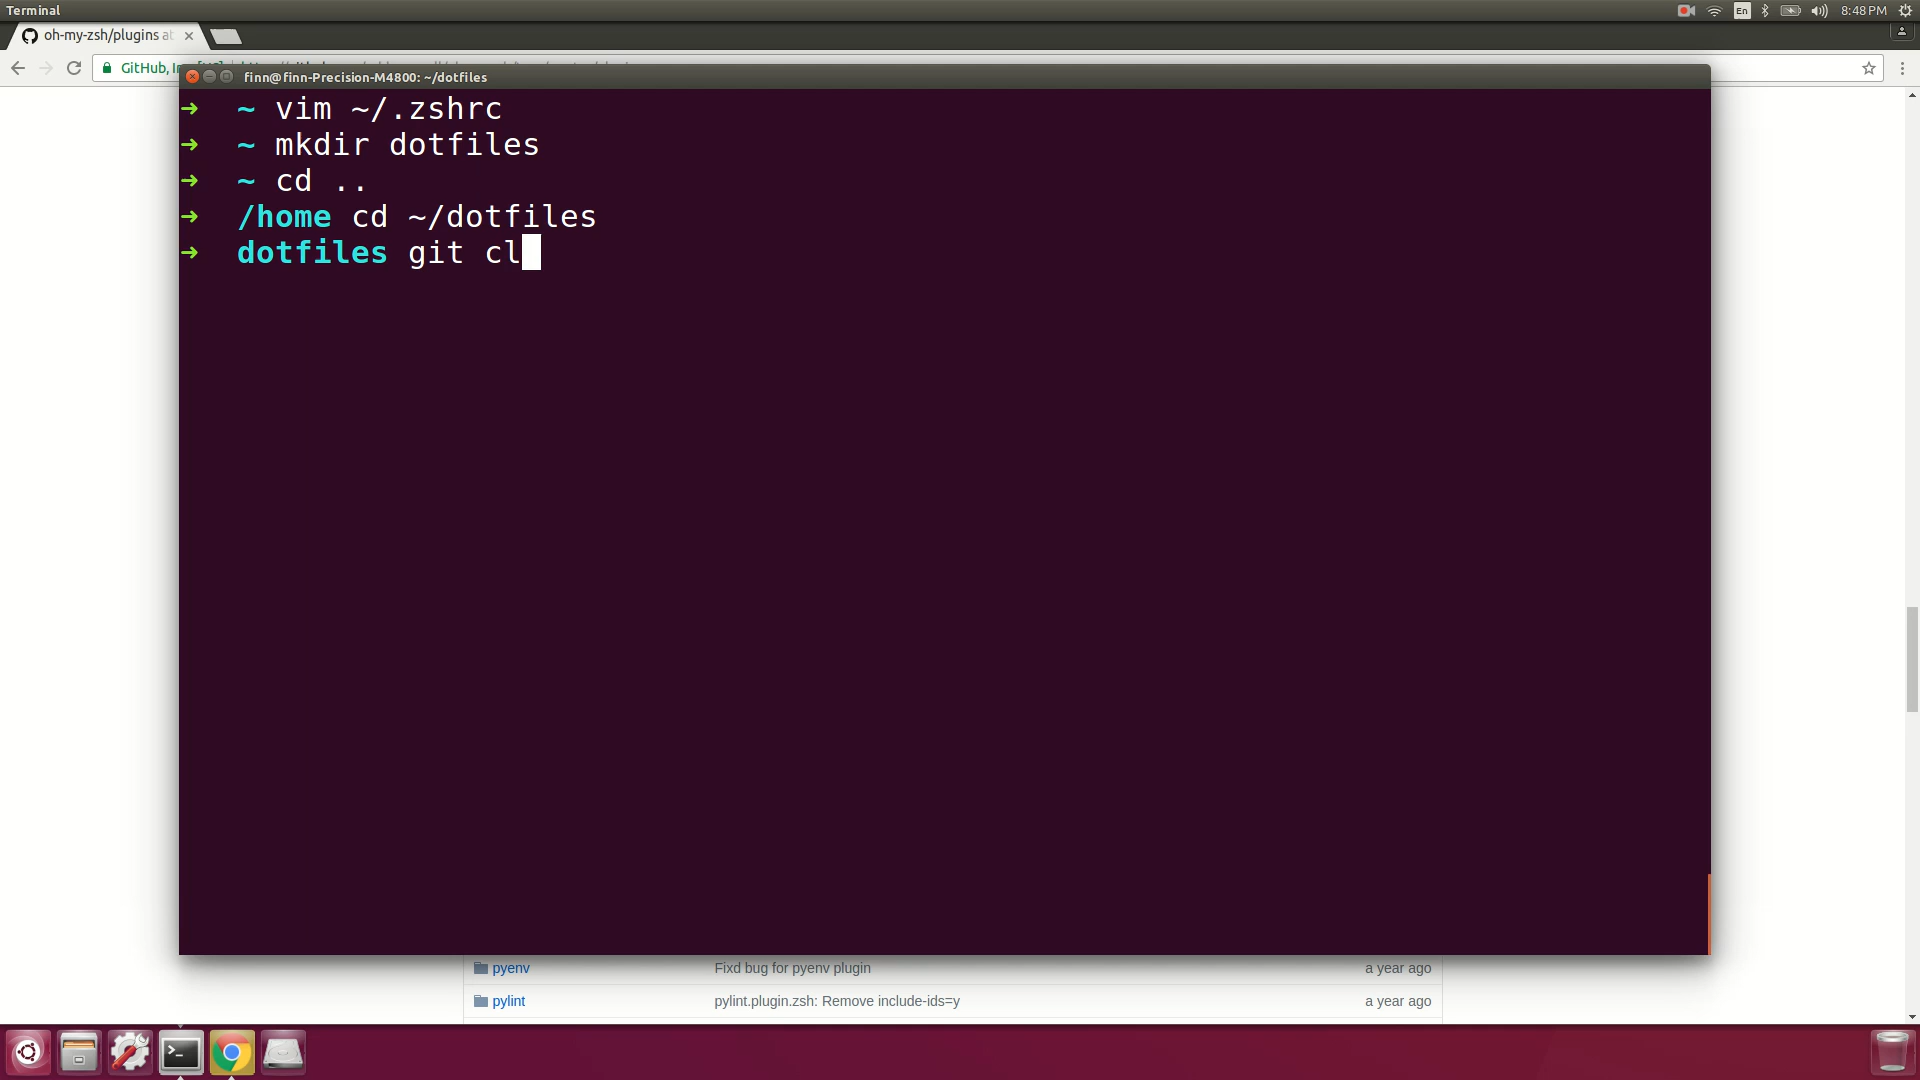 Terminal
En
8:48 PM
oh-my-zsh/plugins at
GitHub, In
finn@finn-Precision-M4800: ~/dotfiles
➜ ~ vim ~/.zshrc
➜ ~ mkdir dotfiles
➜ ~ cd ..
➜ /home cd ~/dotfiles
➜ dotfiles git cl
pyenv Fixd bug for pyenv plugin a year ago
pylint pylint.plugin.zsh: Remove include-ids=y a year ago